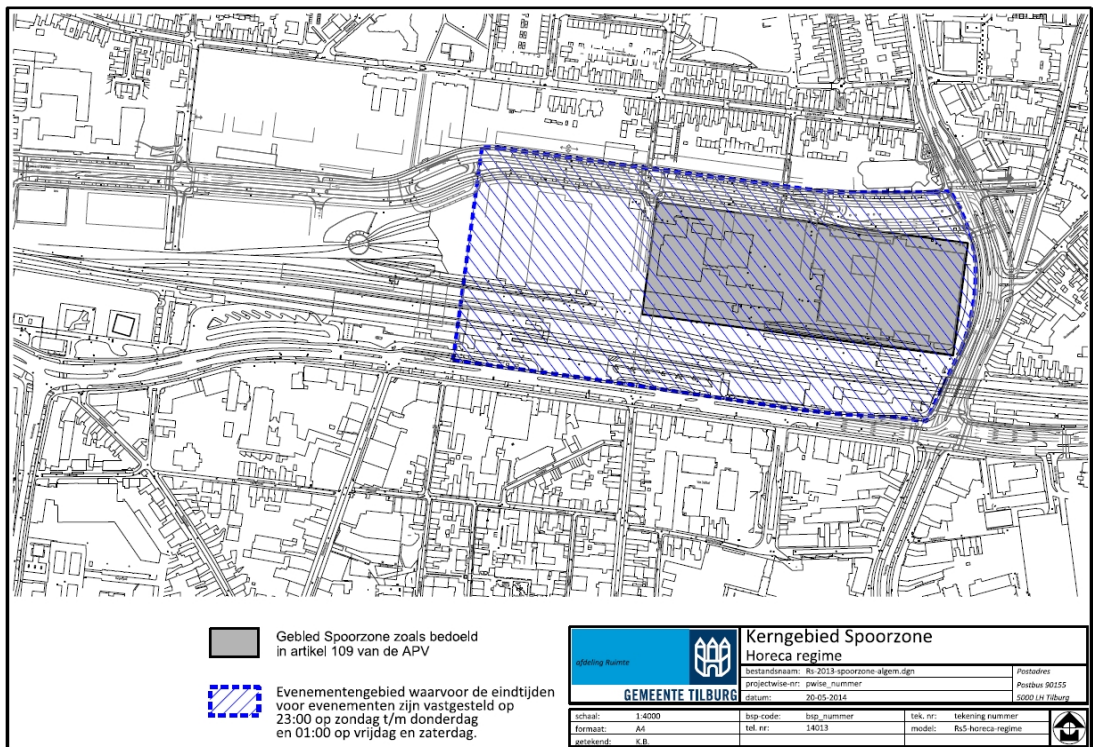 Gebied Spoorzone zoals bedoeld
in artikel 109 van de APV
Evenementengebied waarvoor de eindtijden
voor evenementen zijn vastgesteld op
23:00 op zondag t/m donderdag
en 01:00 op vrijdag en zaterdag.
afdeling Ruimte
GEMEENTE TILBURG
Kerngebied Spoorzone
Horeca regime
bestandsnaam: Rs-2013-spoorzone-algem.dgn
projectwise-nr: pwise_nummer
datum: 20-05-2014
Postadres
Postbus 90155
5000 LH Tilburg
schaal: 1:4000 bsp-code: bsp_nummer tek. nr: tekening nummer
formaat: A4 tel. nr: 14013 model: Rs5-horeca-regime
getekend: K.B.